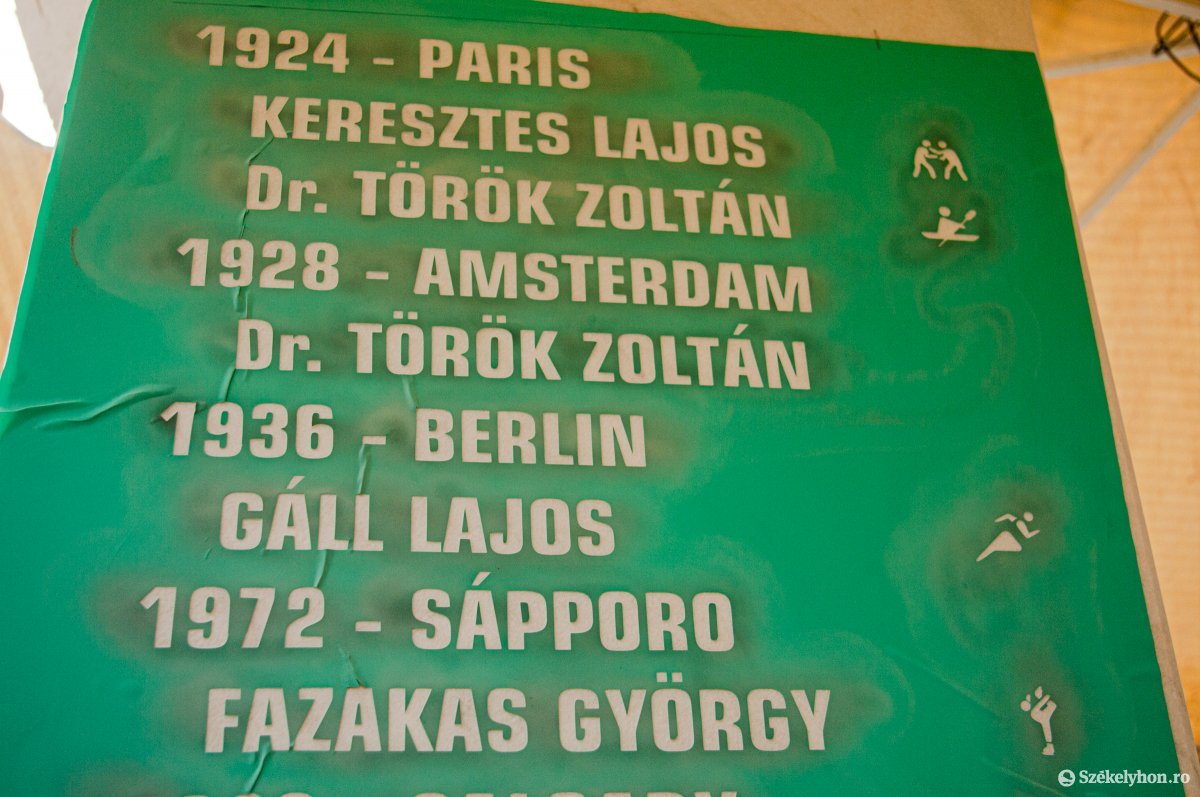 1924 - PARIS
KERESZTES LAJOS
Dr. TÖRÖK ZOLTÁN
1928 - AMSTERDAM
Dr. TÖRÖK ZOLTÁN
1936 - BERLIN
GÁLL LAJOS
1972 - SÁPPORO
FAZAKAS GYÖRGY
Székelyhon.ro